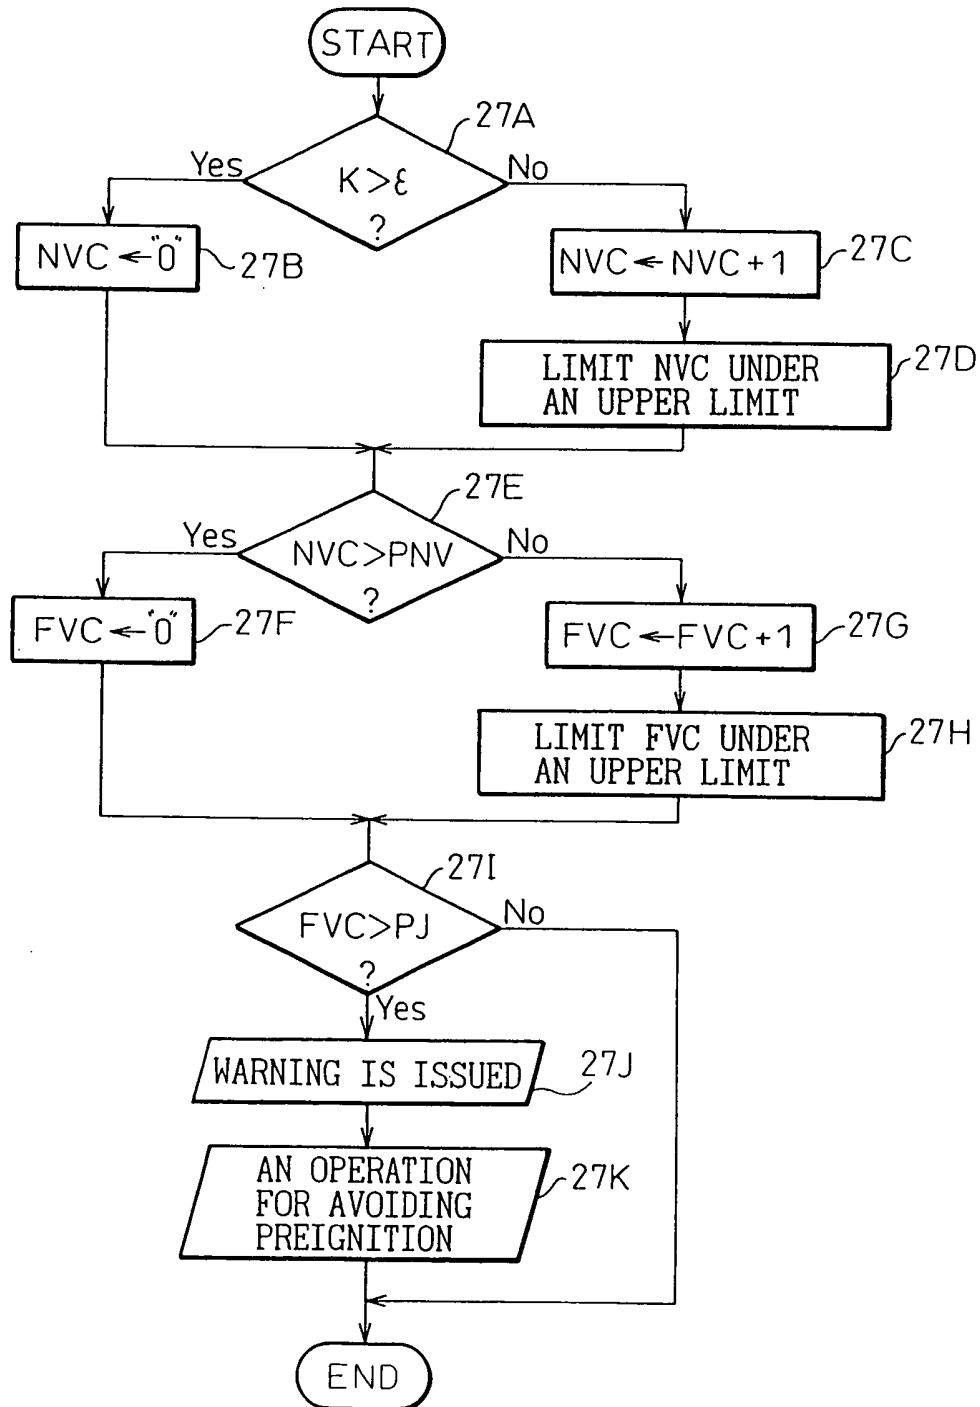 START
27A
Yes
K>ε
?
No
NVC←"0"
27B
NVC←NVC+1
27C
LIMIT NVC UNDER
AN UPPER LIMIT
27D
27E
Yes
NVC>PNV
?
No
FVC←"0"
27F
FVC←FVC+1
27G
LIMIT FVC UNDER
AN UPPER LIMIT
27H
27I
FVC>PJ
?
No
Yes
WARNING IS ISSUED
27J
AN OPERATION
FOR AVOIDING
PREIGNITION
27K
END